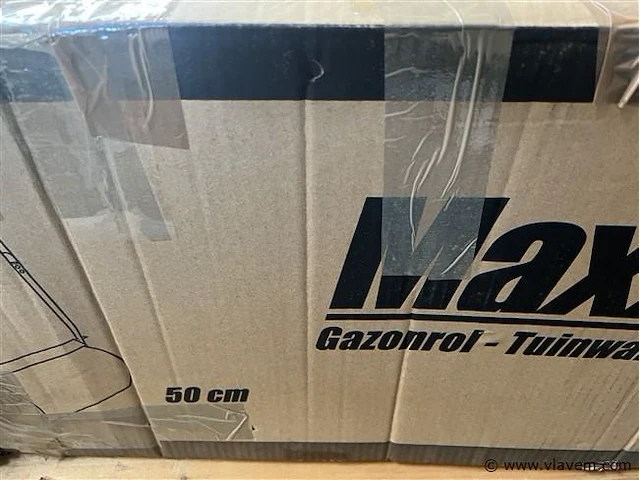 Max
Gazonrol - Tuinwa
50 cm
© www.vlavem.com